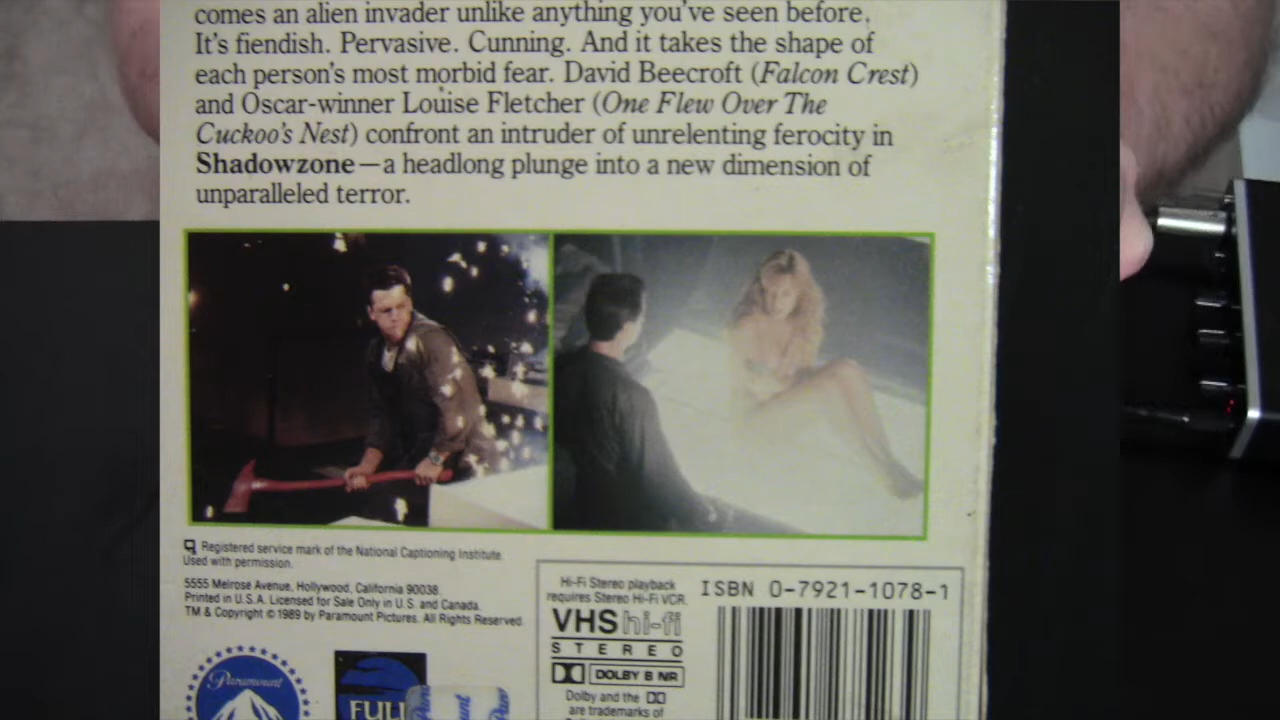 comes an alien invader unlike anything you've seen before.
It's fiendish. Pervasive. Cunning. And it takes the shape of
each person's most morbid fear. David Beecroft (Falcon Crest)
and Oscar-winner Louise Fletcher (One Flew Over The
Cuckoo's Nest) confront an intruder of unrelenting ferocity in
Shadowzone—a headlong plunge into a new dimension of
unparalleled terror.
Registered service mark of the National Captioning Institute.
Used with permission.
5555 Melrose Avenue, Hollywood, California 90038
Printed in U.S.A. Licensed for Sale Only in U.S. and Canada.
TM & Copyright © 1989 by Paramount Pictures. All Rights Reserved.
Paramount
FULL
Hi-Fi Stereo playback
requires Stereo Hi-Fi VCR.
VHS hi-fi
STEREO
DOLBY B NR
Dolby and the
are trademarks of
ISBN 0-7921-1078-1